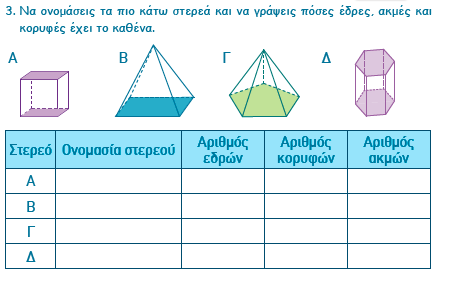 3. Να ονομάσεις τα πιο κάτω στερεά και να γράψεις πόσες έδρες, ακμές και
κορυφές έχει το καθένα.
Α Β Γ Δ
Στερεό Ονομασία στερεού Αριθμός εδρών Αριθμός κορυφών Αριθμός ακμών
Α
Β
Γ
Δ